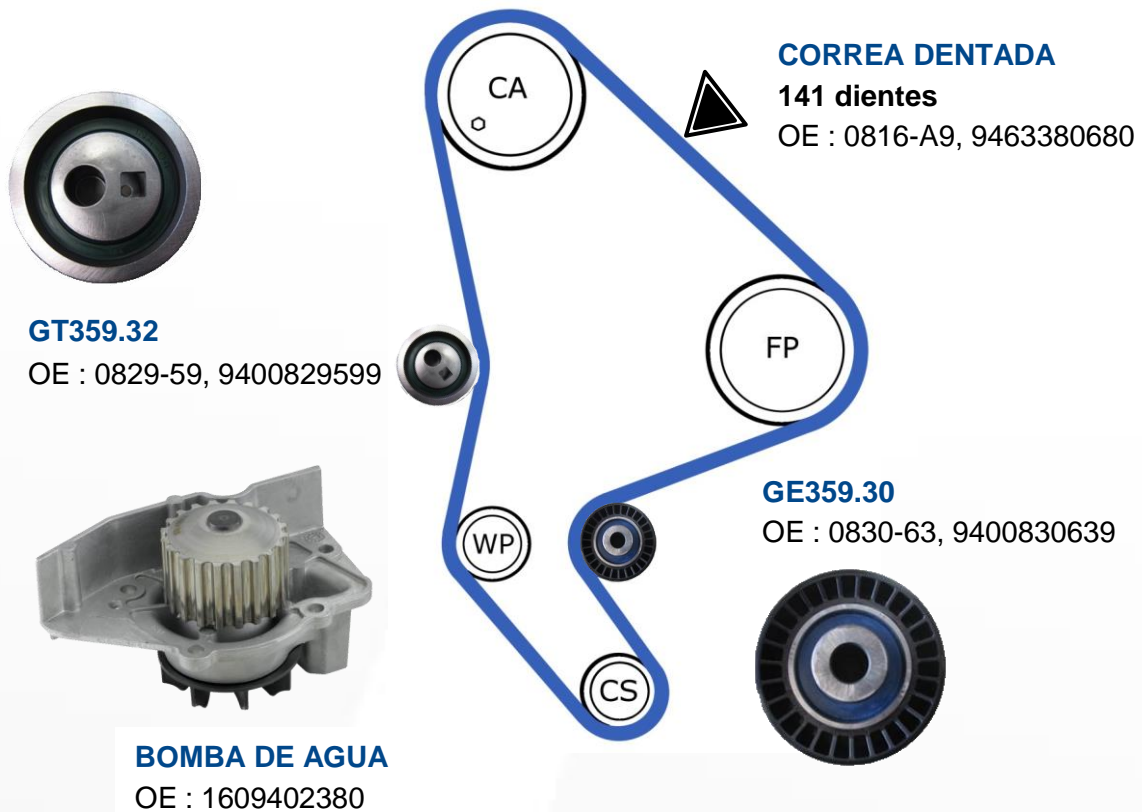 CORREA DENTADA
141 dientes
OE : 0816-A9, 9463380680
CA
GT359.32
OE : 0829-59, 9400829599
FP
GE359.30
OE : 0830-63, 9400830639
WP
CS
BOMBA DE AGUA
OE : 1609402380